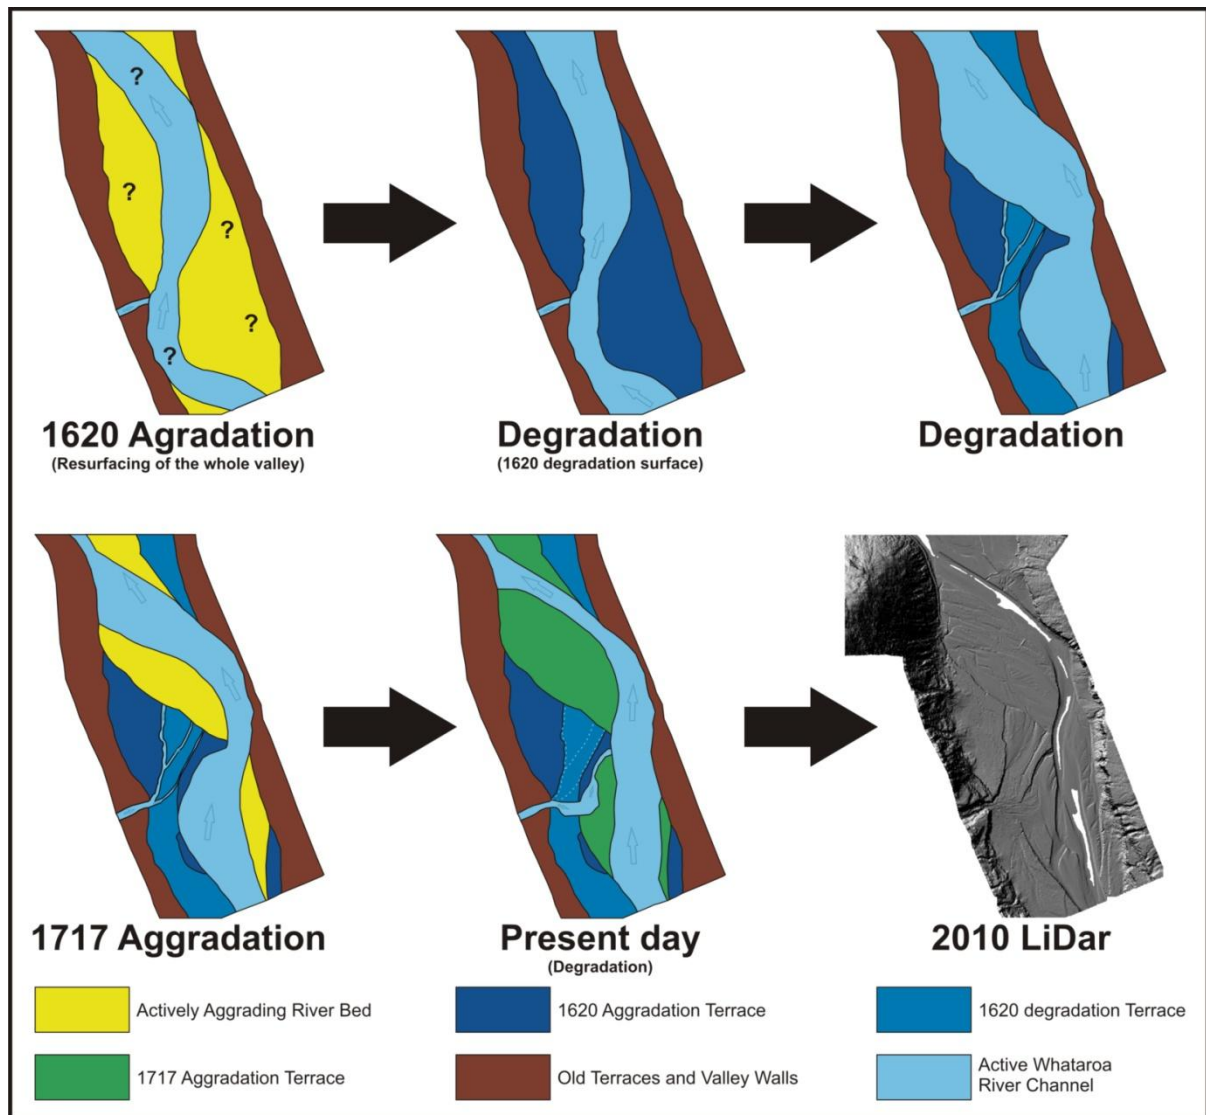 ?
?
?
?
?
1620 Agradation
(Resurfacing of the whole valley)
Degradation
(1620 degradation surface)
Degradation
1717 Aggradation
Present day
(Degradation)
2010 LiDar
Actively Aggrading River Bed
1620 Aggradation Terrace
1620 degradation Terrace
1717 Aggradation Terrace
Old Terraces and Valley Walls
Active Whataroa
River Channel